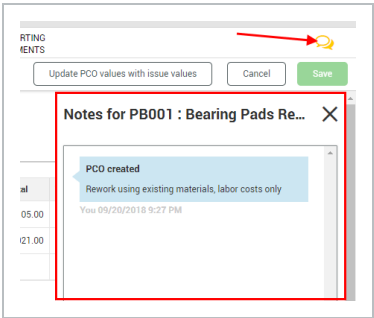 RTING
MENTS
Update PCO values with issue values
Cancel
Save
Notes for PB001 : Bearing Pads Re...
PCO created
Rework using existing materials, labor costs only
You 09/20/2018 9:27 PM
al
05.00
021.00